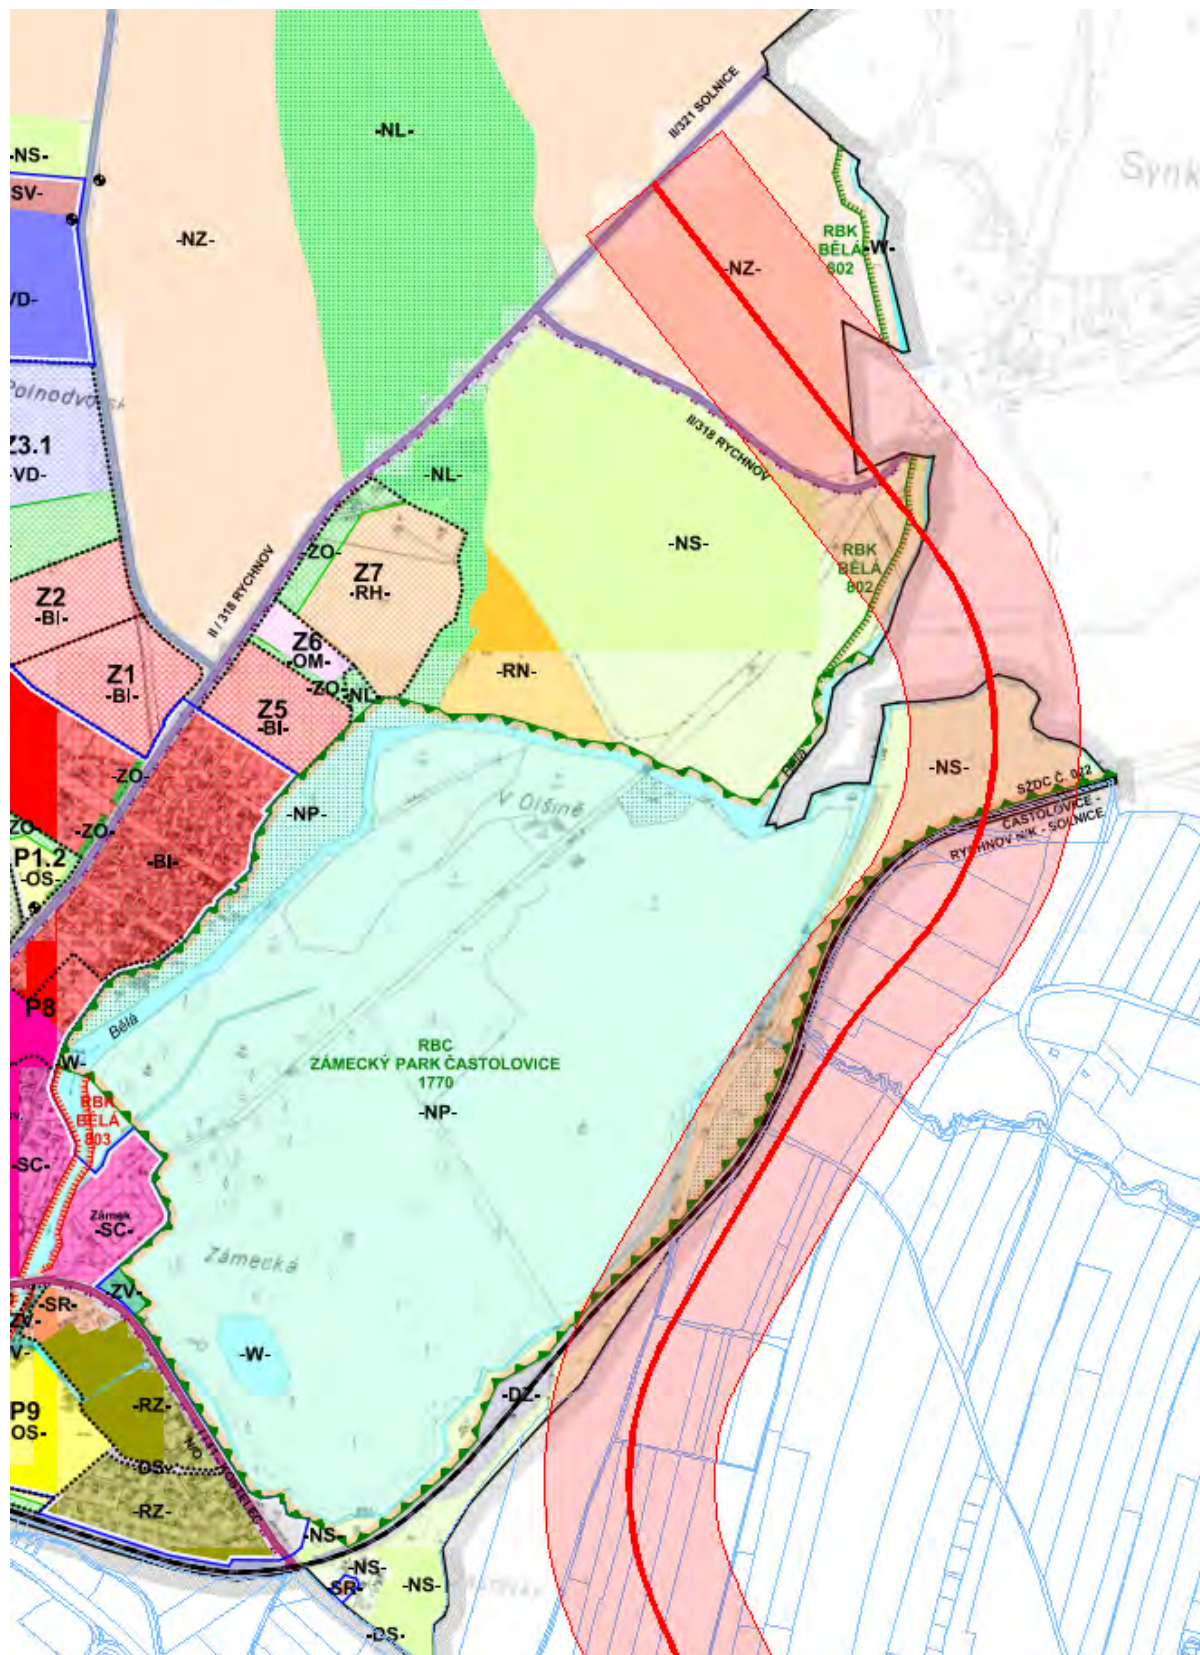 II/321 SOLNICE
-NL-
-NS-
SV-
Synk
-NZ-
RBK
BĚLÁ
802
-W-
-NZ-
VD-
II/318 RYCHNOV
Z3.1
-VD-
-NL-
-NS-
-ZO-
Z7
-RH-
RBK
BĚLÁ
802
II / 318 RYCHNOV
Z2
-BI-
Z6
-OM-
Z1
-BI-
-RN-
-ZO-
-NL-
Z5
-BI-
Bělá
-NS-
-ZO-
SŽDC Č. 022
V Olšině
-NP-
ČASTOLOVICE -
RYCHNOV N/K - SOLNICE
ZO-
-ZO-
P1.2
-OS-
-BI-
P8
Bělá
RBC
ZÁMECKÝ PARK ČASTOLOVICE
1770
-NP-
-W-
RBK
BĚLÁ
803
-SC-
Zámek
-SC-
Zámecká
-ZV-
-SR-
ZV-
V-
-W-
-DZ-
P9
OS-
-RZ-
-OS-
-RZ-
-NS-
-NS-
-SR-
-NS-
-DS-